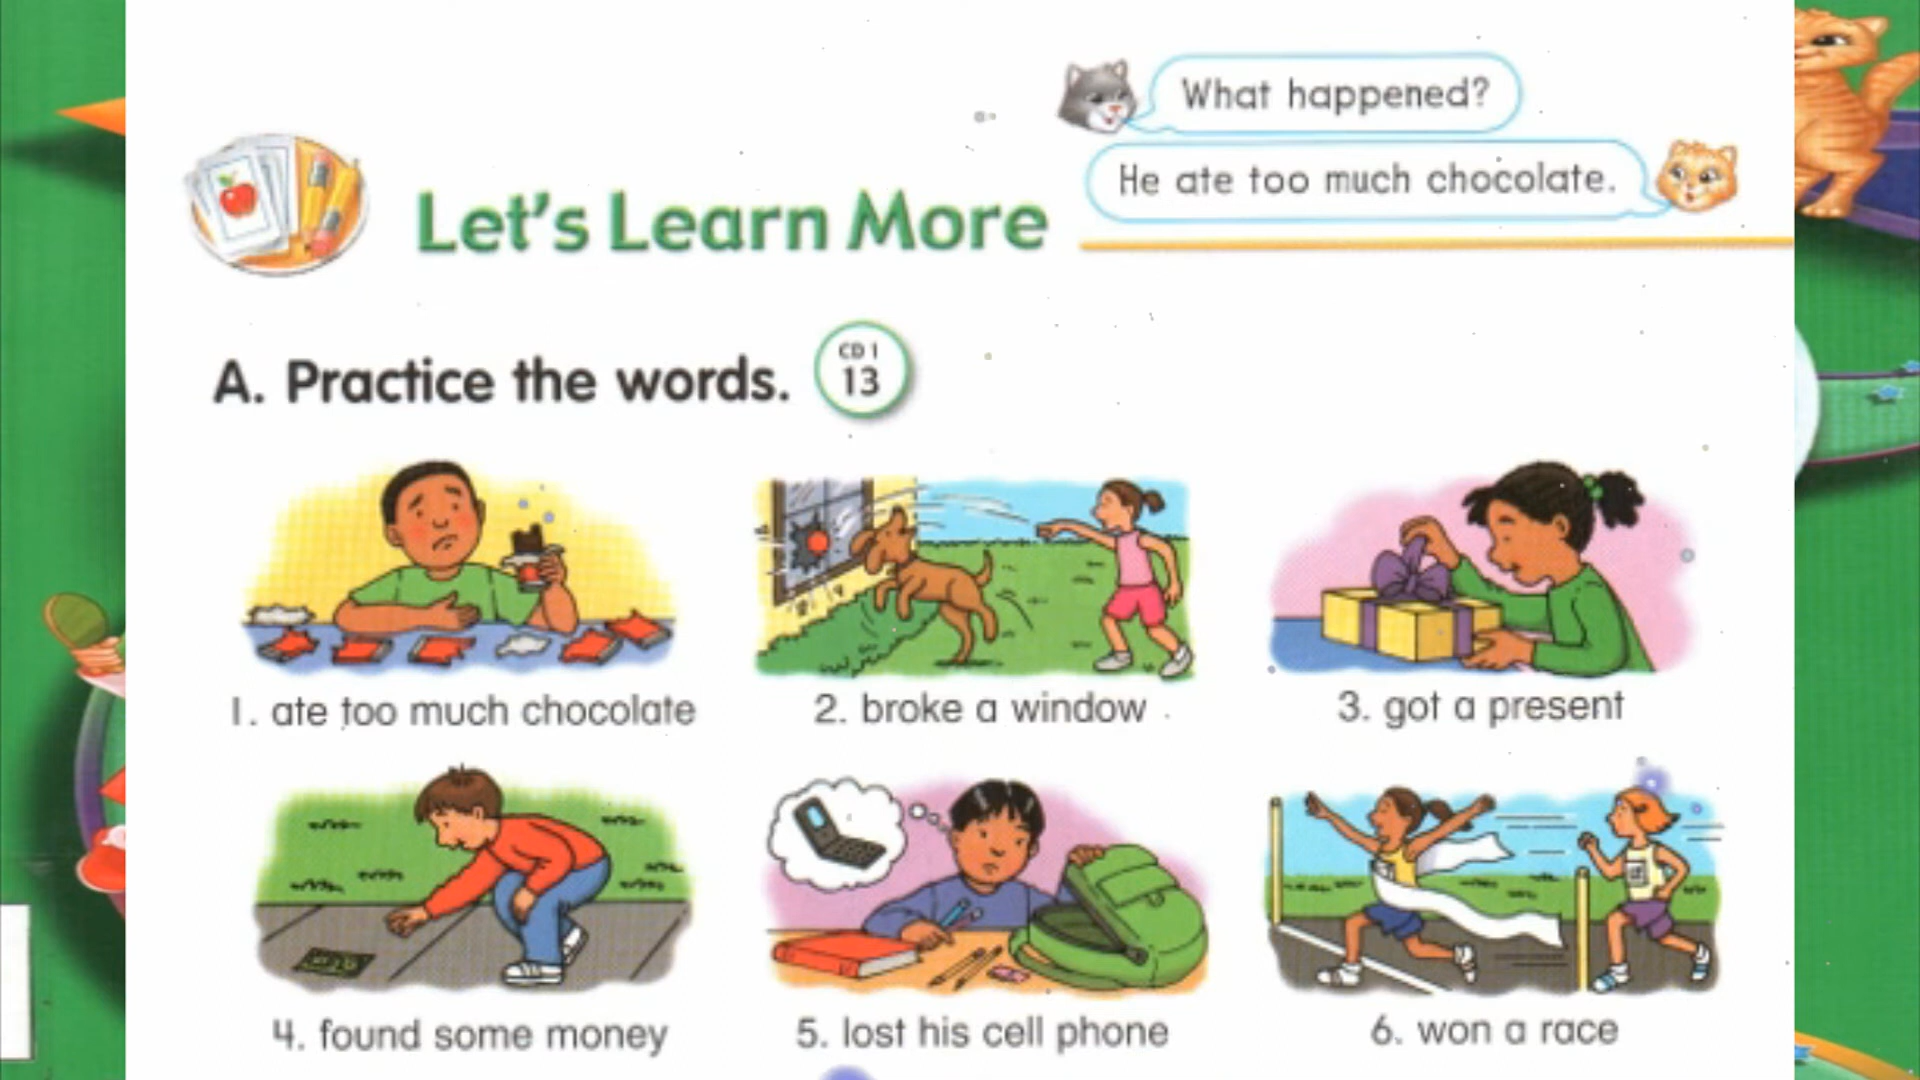 What happened?
He ate too much chocolate.
Let's Learn More
A. Practice the words.
CD 1
13
1. ate too much chocolate
2. broke a window
3. got a present
4. found some money
5. lost his cell phone
6. won a race